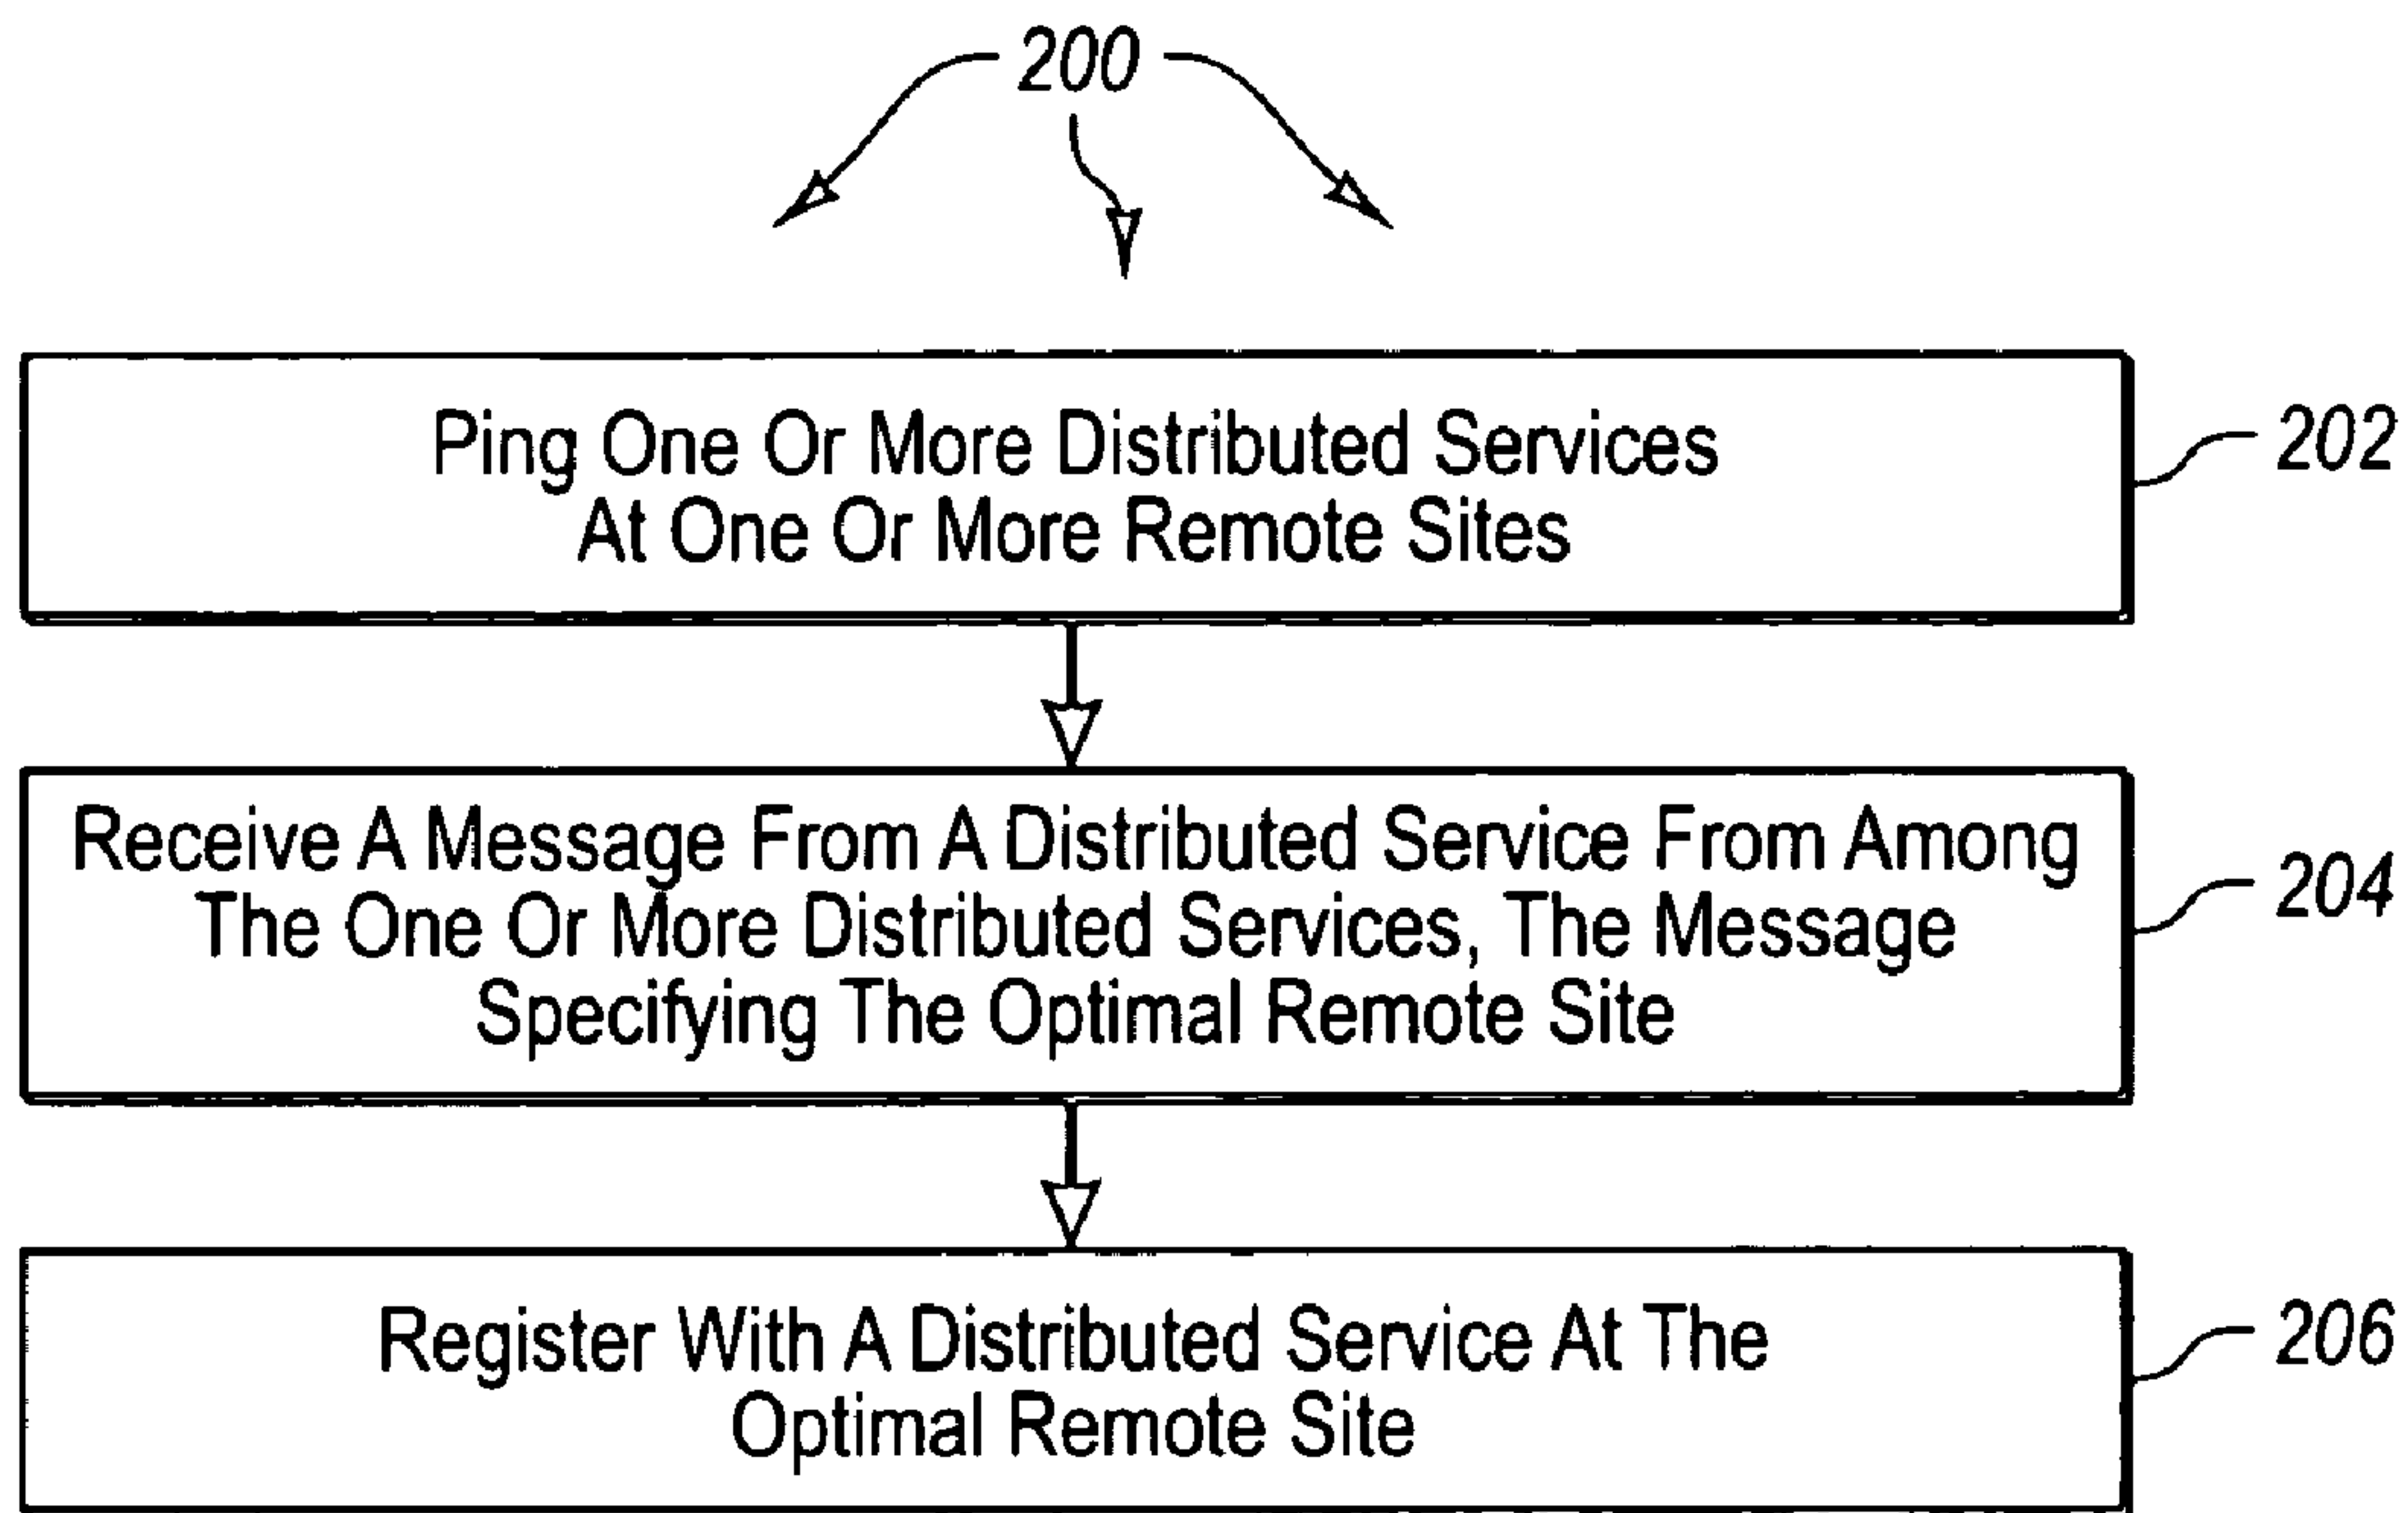 200
Ping One Or More Distributed Services
At One Or More Remote Sites
202
Receive A Message From A Distributed Service From Among
The One Or More Distributed Services, The Message
Specifying The Optimal Remote Site
204
Register With A Distributed Service At The
Optimal Remote Site
206